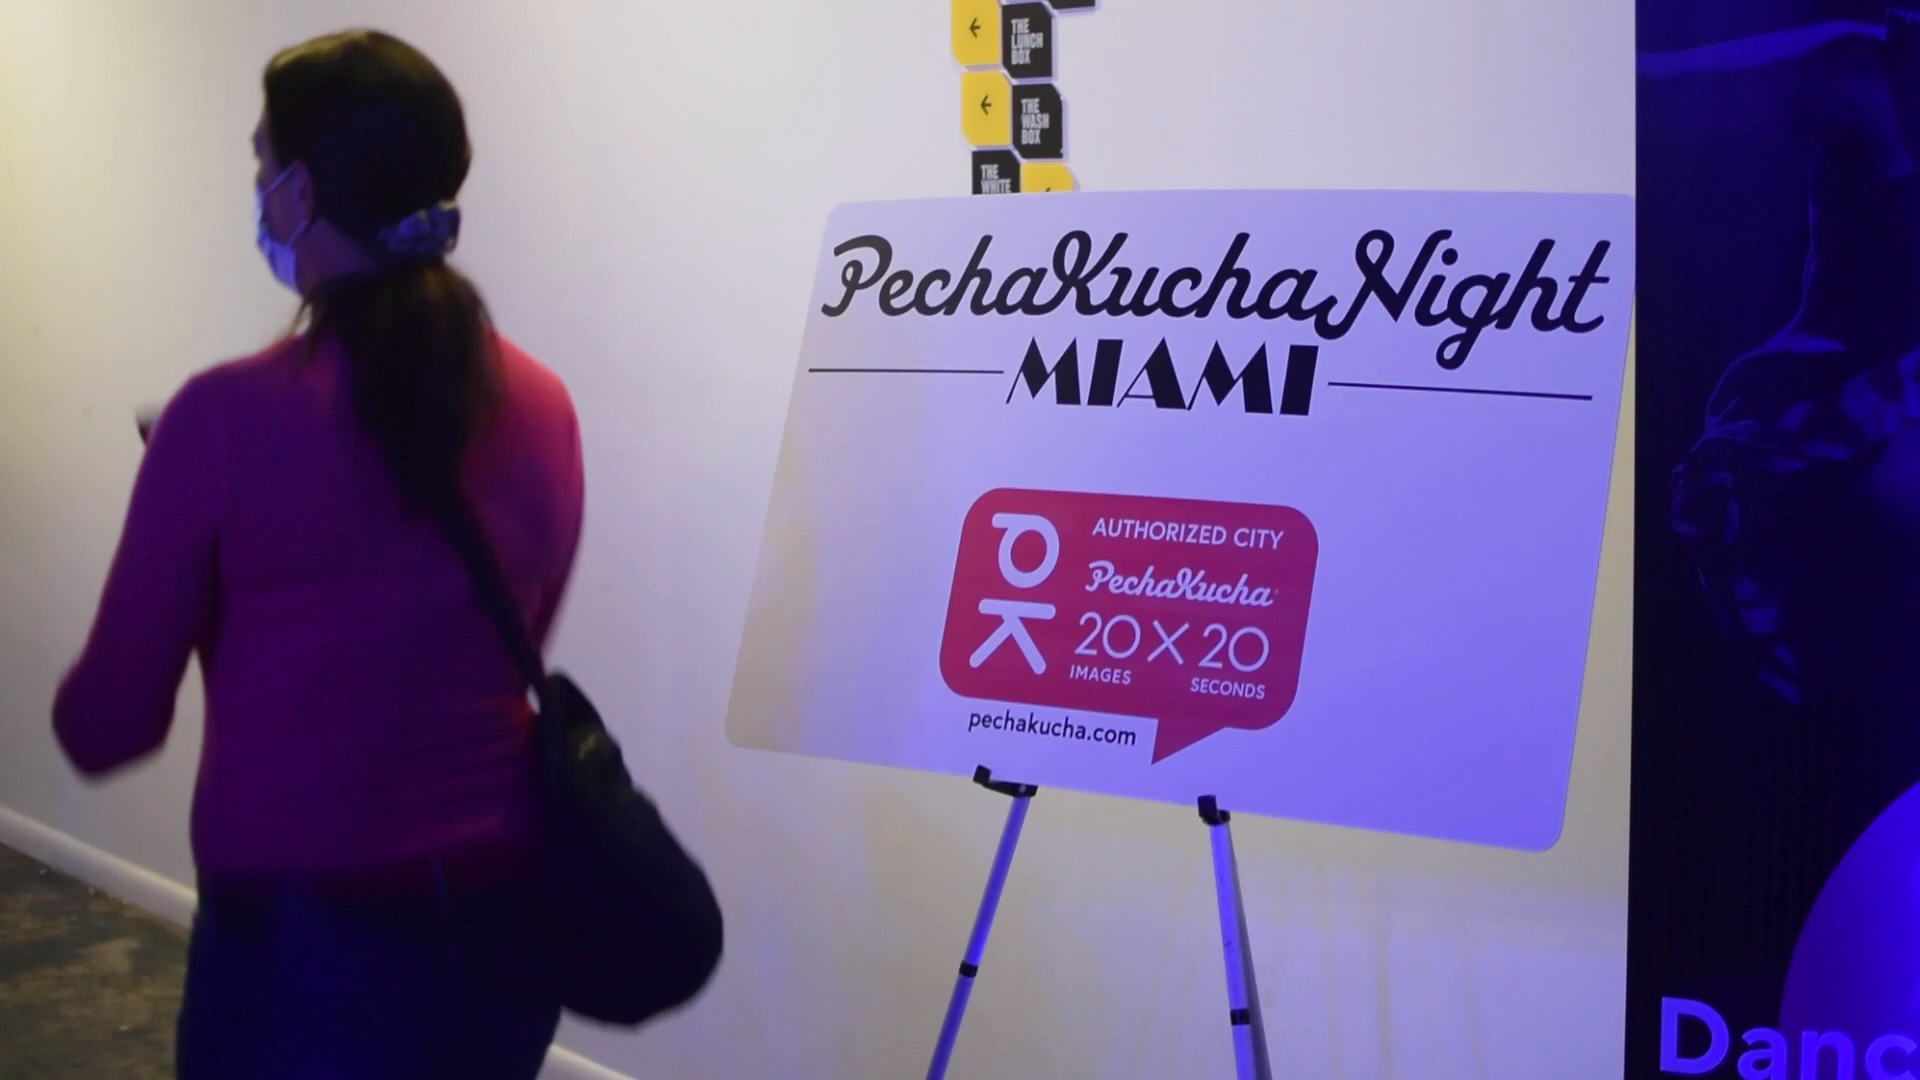 THE
LUNCH
BOX
THE
WASH
BOX
THE
WHITE
PechaKucha Night
MIAMI
PK
AUTHORIZED CITY
PechaKucha
20 X 20
IMAGES SECONDS
pechakucha.com
Danc